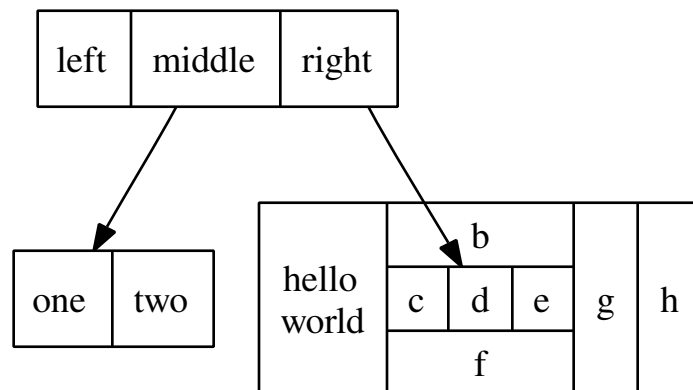 left middle right
one two
hello
world
b
c d e
f
g
h